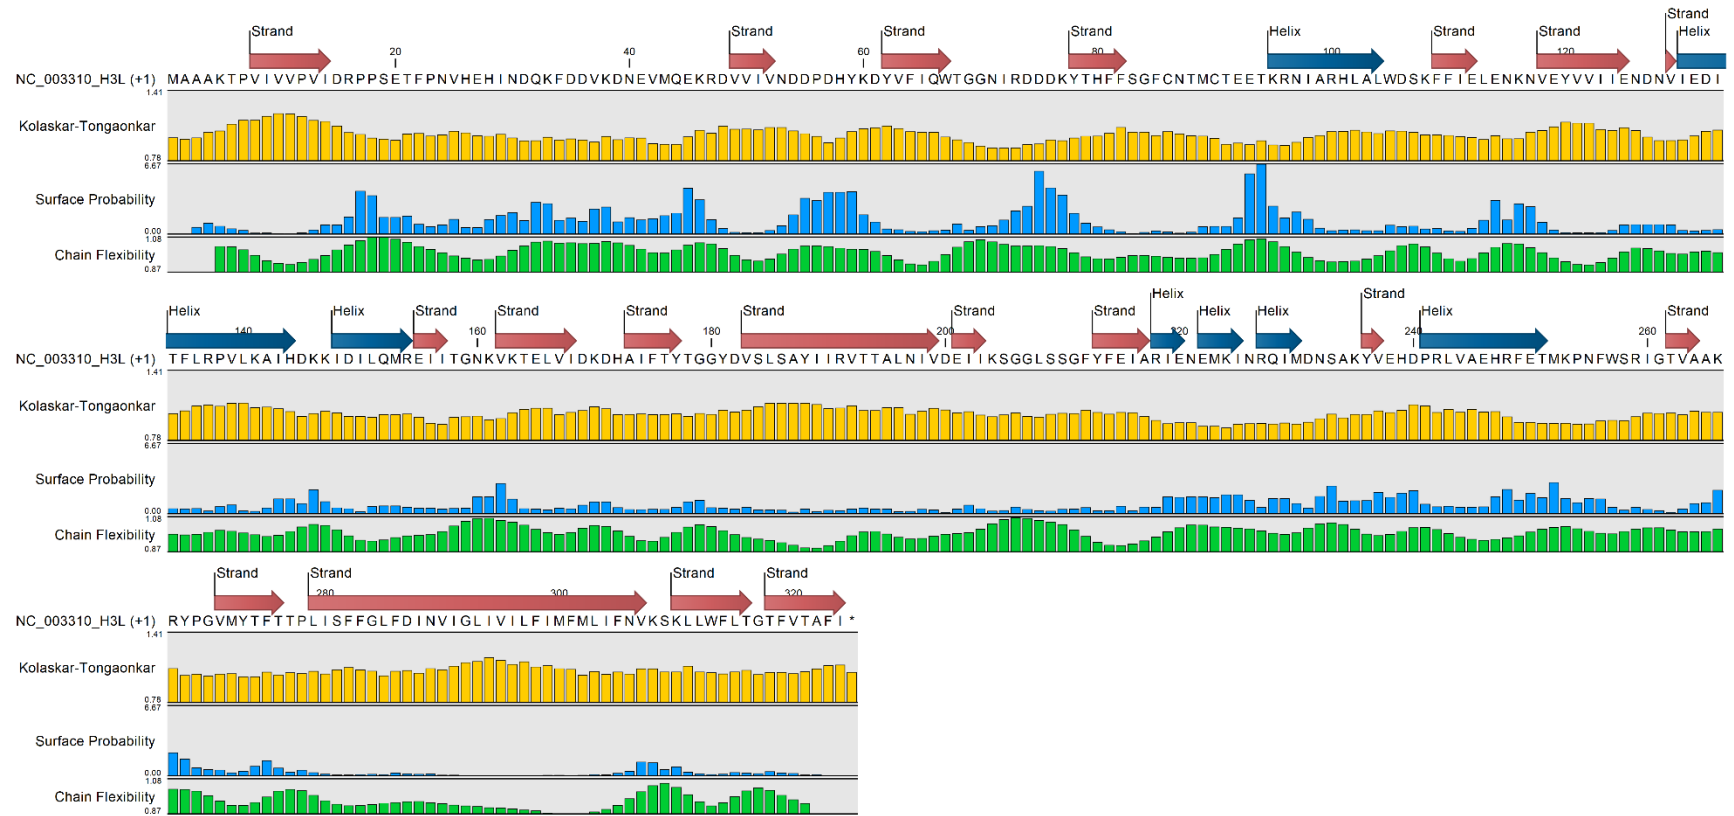 Strand
Strand Strand Strand Strand Helix Strand Strand Helix
20 40 60 80 100 120
NC_003310_H3L (+1) MAAAKTPVIVVPVIDRPPSETFPNVHEHINDQKFDDVKDNEVMQEKRDVVIVNDDPDHYKDYVFIQWTGGNIRDDDKYTHFFSGFCNTMCTEETKRNIARHLALWDSKFFIELENKNVEYVVIIENDNVIEDI
1.41
Kolaskar-Tongaonkar
0.78
6.67
Surface Probability
0.00
1.08
Chain Flexibility
0.87
Helix Strand
Helix Helix Strand Strand Strand Strand Strand Strand Helix Helix Helix Strand
140 160 180 200 220 240 260
NC_003310_H3L (+1) TFLRPVLKAIHDKKIDILQMREIITGNKVKTELVIDKDHAIFTYTGGYDVSLSAYIIRVTTALNIVDEIIKSGGLSSGFYFEIARIENEMKINRQIMDNSAKYVEHDPRLVAEHRFETMKPNFWSRIGTVAAK
1.41
Kolaskar-Tongaonkar
0.78
6.67
Surface Probability
0.00
1.08
Chain Flexibility
0.87
Strand Strand Strand Strand
280 300 320
NC_003310_H3L (+1) RYPGVMYTFTTPLISFFGLFDINVIGLIVILFIMFMLIFNVKSKLLWFLTGTFVTAFI*
1.41
Kolaskar-Tongaonkar
0.78
6.67
Surface Probability
0.00
1.08
Chain Flexibility
0.87